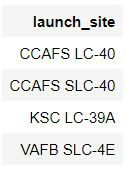 launch_site
CCAFS LC-40
CCAFS SLC-40
KSC LC-39A
VAFB SLC-4E